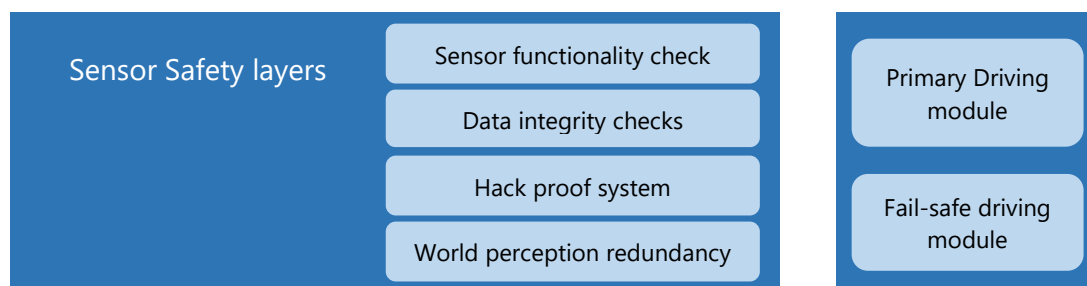 Sensor Safety layers
Sensor functionality check
Data integrity checks
Hack proof system
World perception redundancy
Primary Driving
module
Fail-safe driving
module